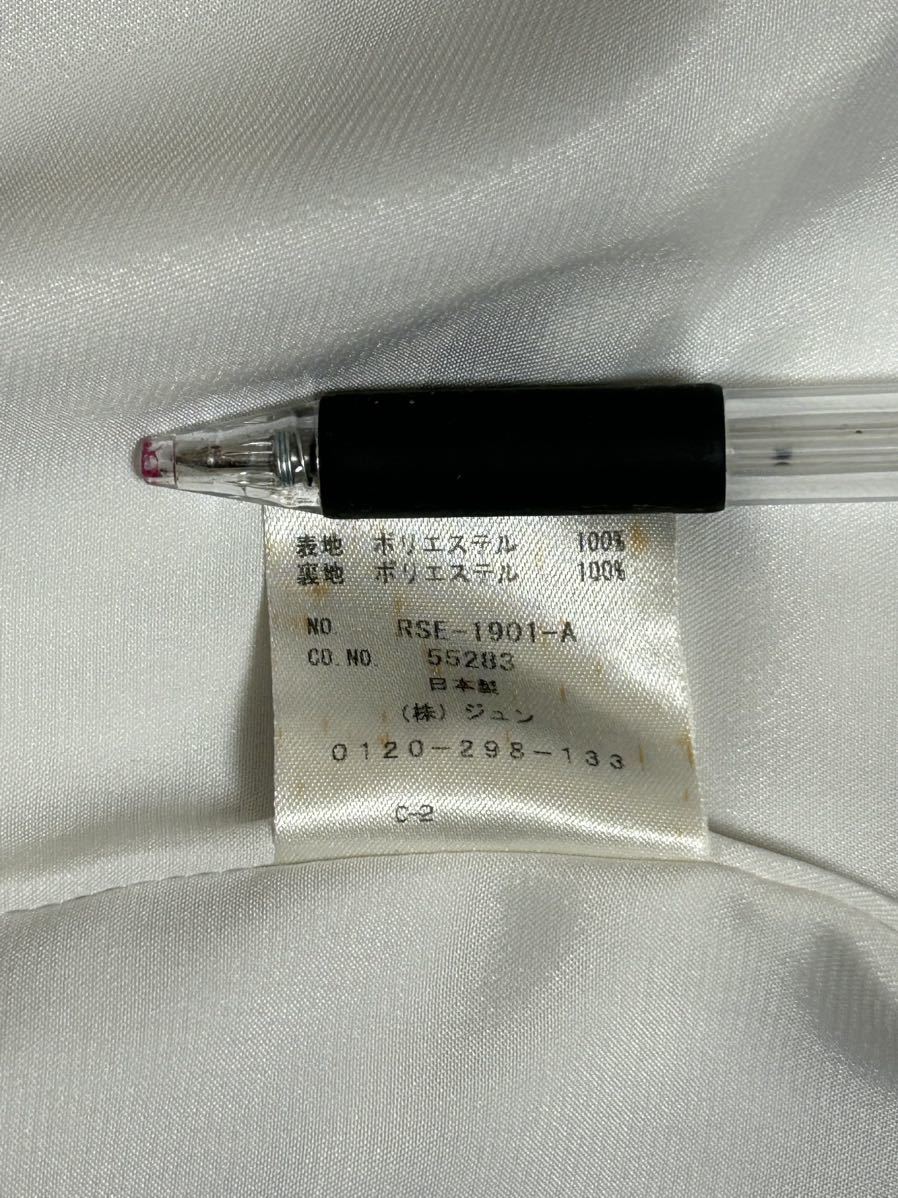 表地 ポリエステル 100%
裏地 ポリエステル 100%
NO. RSE-1901-A
CO.NO. 55283
日本製
(株) ジュン
0120-298-133
C-2